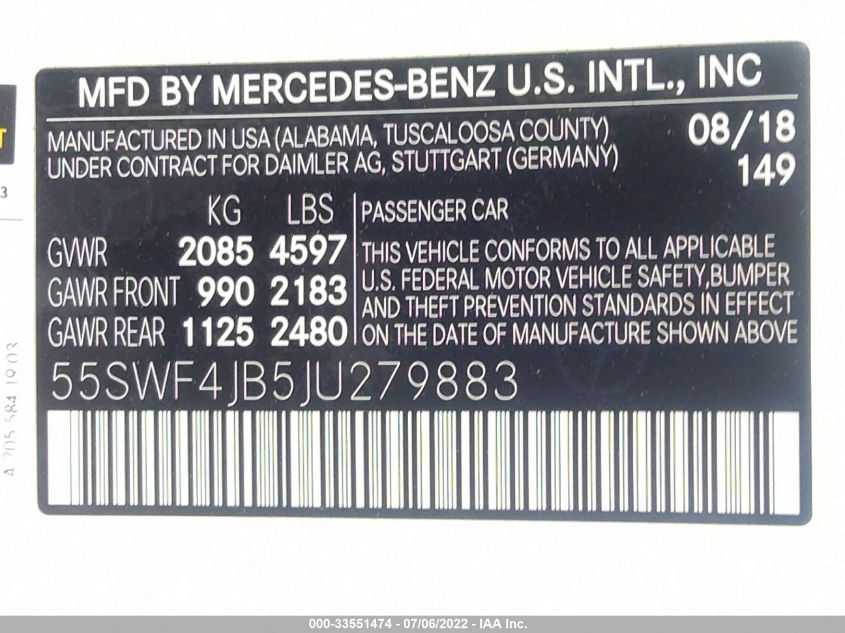 MFD BY MERCEDES-BENZ U.S. INTL., INC
MANUFACTURED IN USA (ALABAMA, TUSCALOOSA COUNTY)
UNDER CONTRACT FOR DAIMLER AG, STUTTGART (GERMANY)
08/18
149
KG LBS
GVWR 2085 4597
GAWR FRONT 990 2183
GAWR REAR 1125 2480
PASSENGER CAR
THIS VEHICLE CONFORMS TO ALL APPLICABLE
U.S. FEDERAL MOTOR VEHICLE SAFETY,BUMPER
AND THEFT PREVENTION STANDARDS IN EFFECT
ON THE DATE OF MANUFACTURE SHOWN ABOVE
55SWF4JB5JU279883
T
3
000-33551474 - 07/06/2022 - IAA Inc.